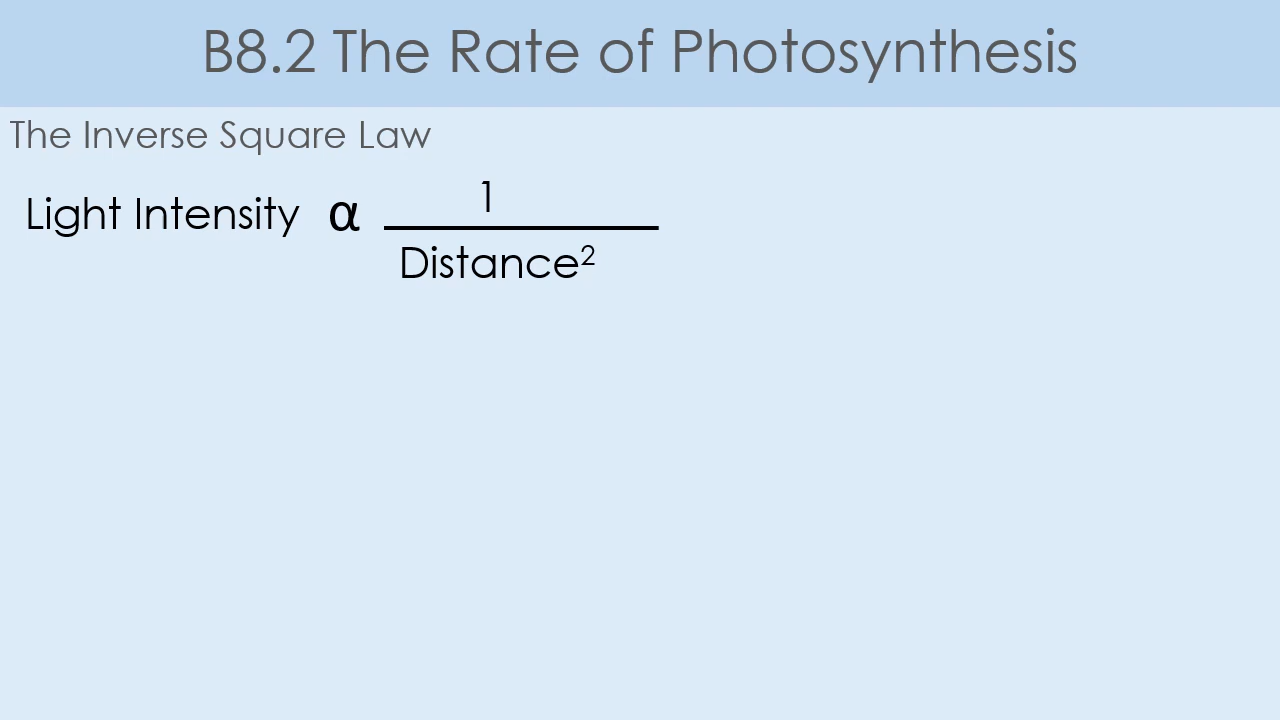 B8.2 The Rate of Photosynthesis
The Inverse Square Law
Light Intensity α 1
Distance²